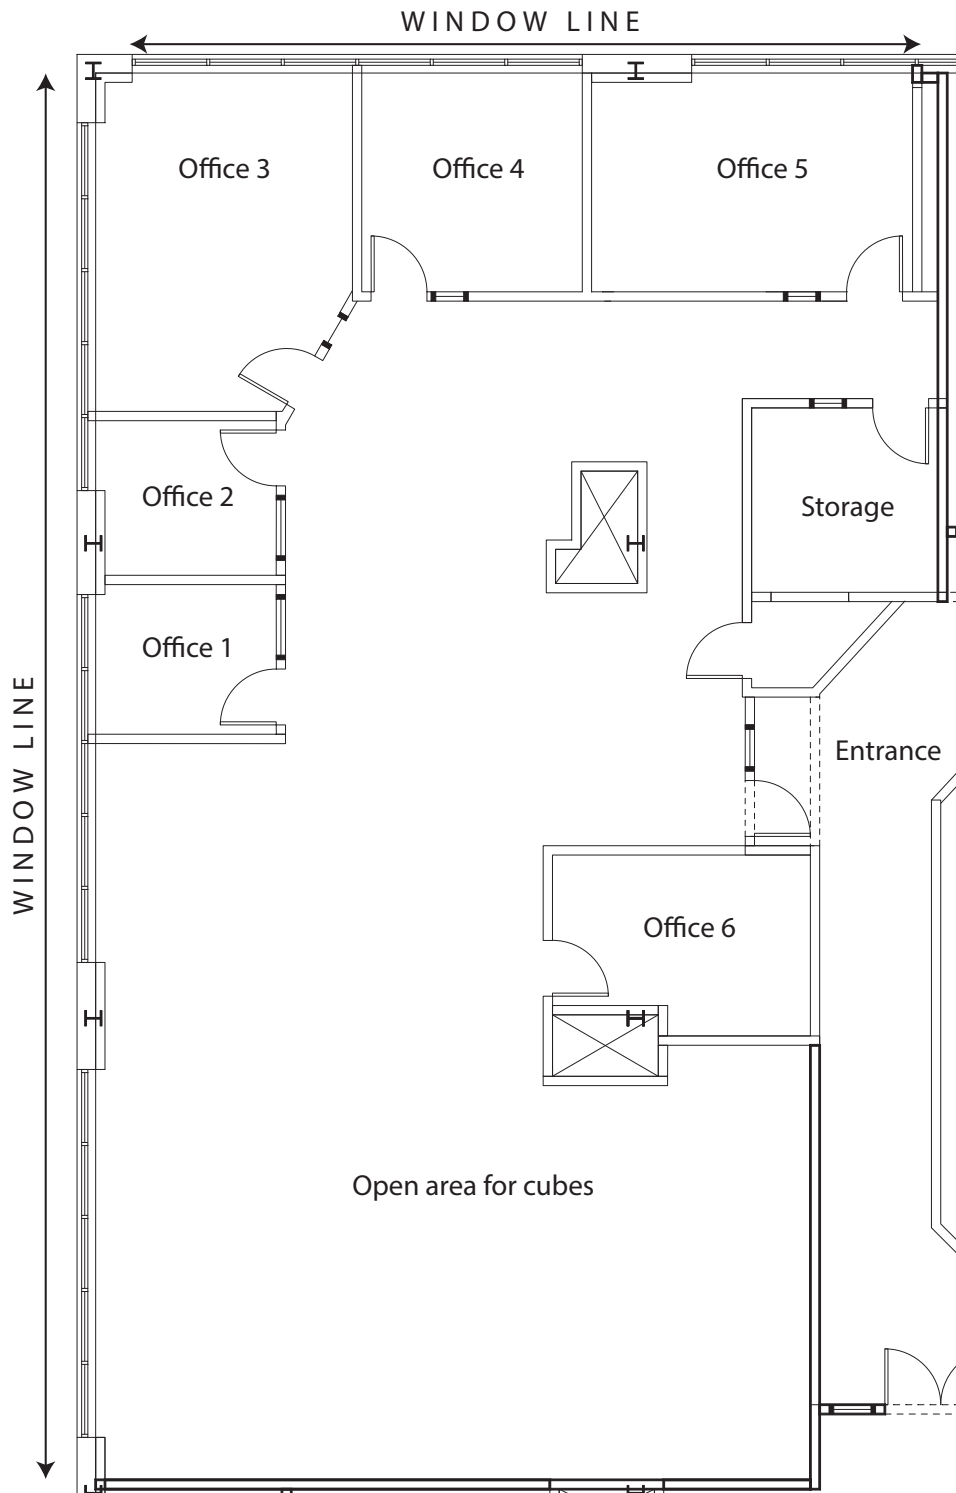 WINDOW LINE
Office 3
Office 4
Office 5
Office 2
Storage
Office 1
WINDOW LINE
Entrance
Office 6
Open area for cubes